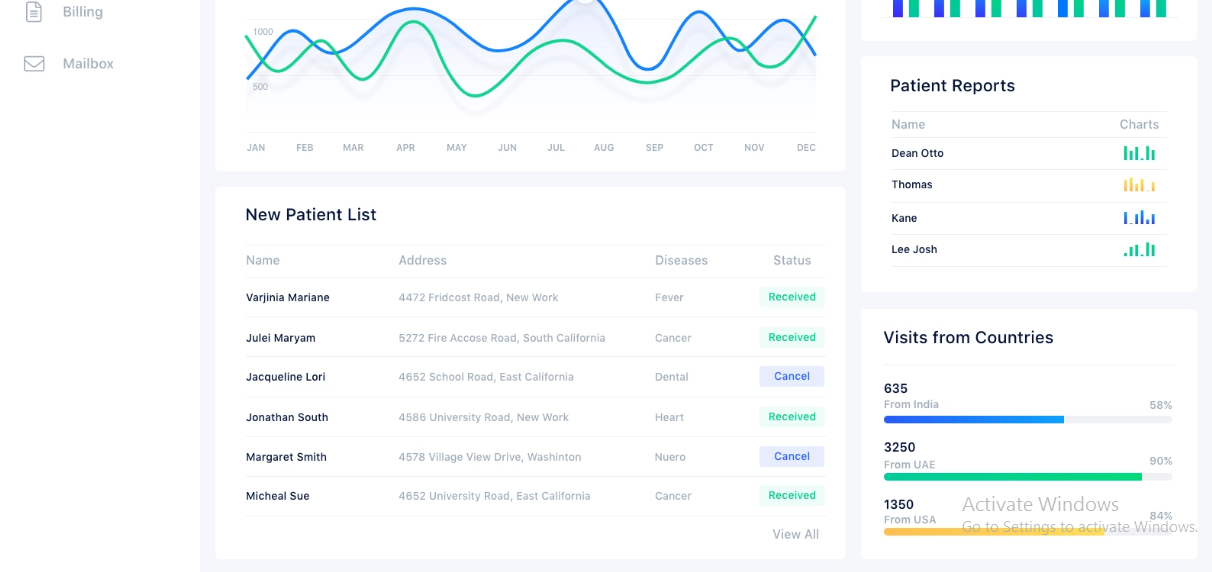 Billing
Mailbox
1000
500
JAN FEB MAR APR MAY JUN JUL AUG SEP OCT NOV DEC
New Patient List
Name Address Diseases Status
Varjinia Mariane 4472 Fridcost Road, New Work Fever Received
Julei Maryam 5272 Fire Accose Road, South California Cancer Received
Jacqueline Lori 4652 School Road, East California Dental Cancel
Jonathan South 4586 University Road, New Work Heart Received
Margaret Smith 4578 Village View Drive, Washinton Nuero Cancel
Micheal Sue 4652 University Road, East California Cancer Received
View All
Patient Reports
Name Charts
Dean Otto
Thomas
Kane
Lee Josh
Visits from Countries
635
From India 58%
3250
From UAE 90%
1350
From USA 84%
Activate Windows
Go to Settings to activate Windows.